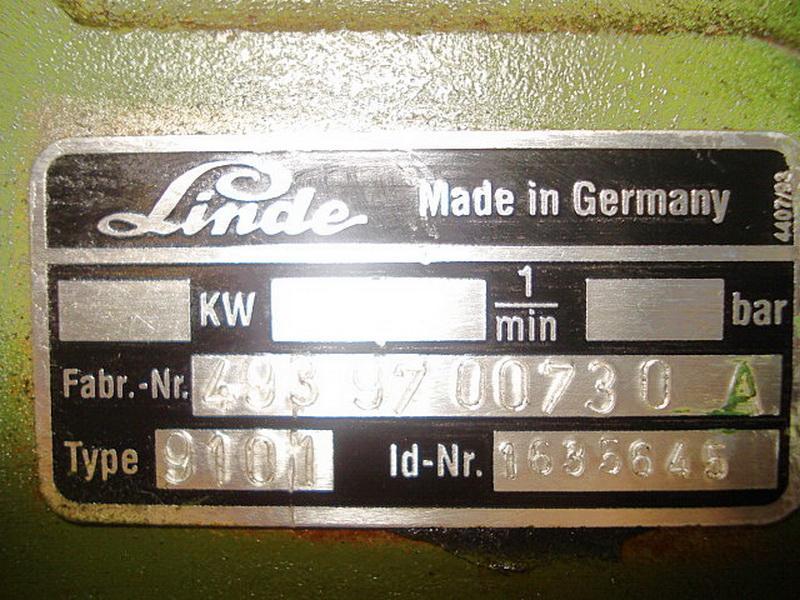 Linde Made in Germany
4407/93
KW 1/min bar
Fabr.-Nr. 493 97 00730 A
Type 9101 Id-Nr. 1635645